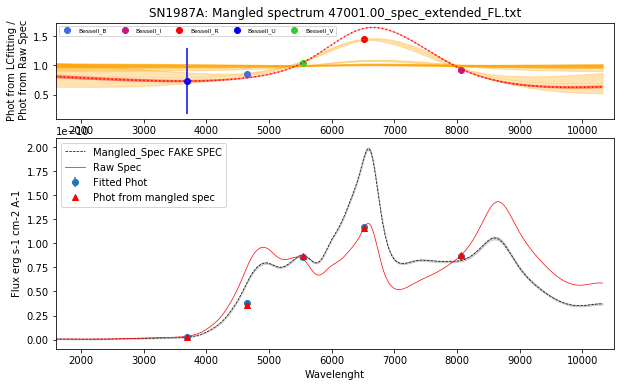 SN1987A: Mangled spectrum 47001.00_spec_extended_FL.txt
Phot from LCfitting /
Phot from Raw Spec
1.5
1.0
0.5
Bessell_B
Bessell_I
Bessell_R
Bessell_U
Bessell_V
2000 3000 4000 5000 6000 7000 8000 9000 10000
1e−10
Flux erg s-1 cm-2 A-1
2.00
1.75
1.50
1.25
1.00
0.75
0.50
0.25
0.00
Mangled_Spec FAKE SPEC
Raw Spec
Fitted Phot
Phot from mangled spec
2000 3000 4000 5000 6000 7000 8000 9000 10000
Wavelenght